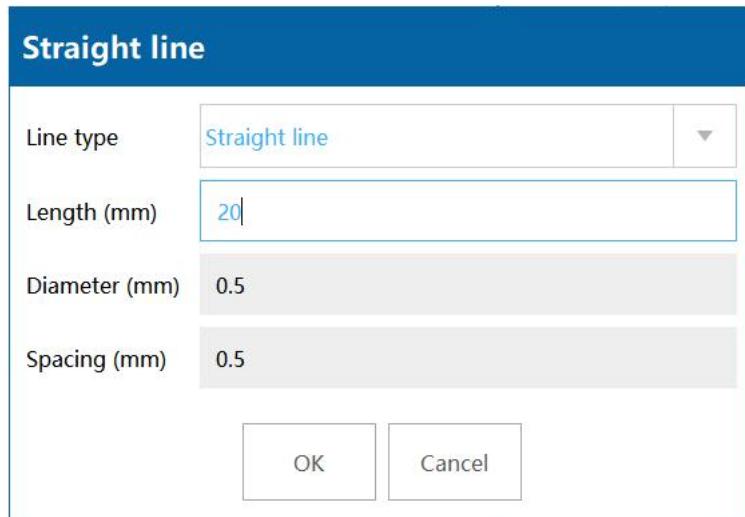 Straight line
Line type Straight line
Length (mm) 20
Diameter (mm) 0.5
Spacing (mm) 0.5
OK Cancel